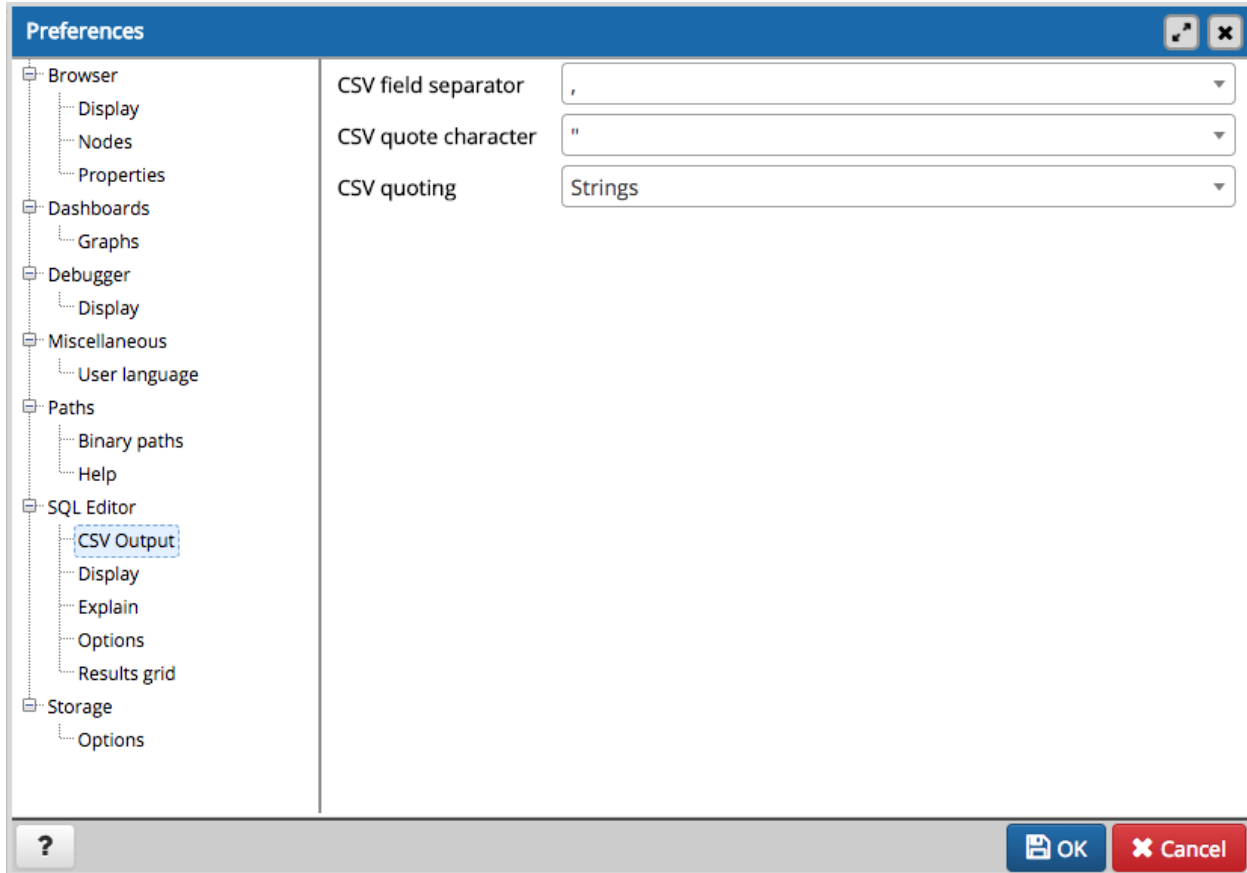 Preferences
Browser
Display
Nodes
Properties
Dashboards
Graphs
Debugger
Display
Miscellaneous
User language
Paths
Binary paths
Help
SQL Editor
CSV Output
Display
Explain
Options
Results grid
Storage
Options
CSV field separator ,
CSV quote character "
CSV quoting Strings
? OK Cancel